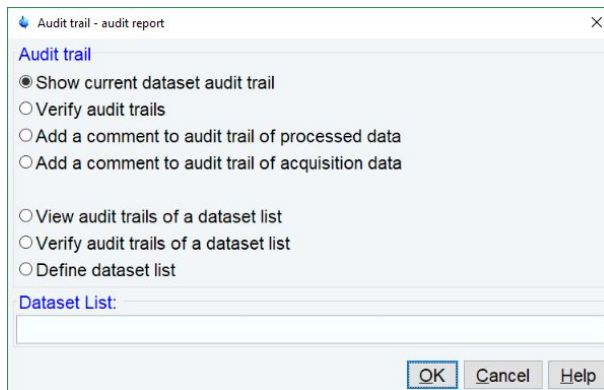 Audit trail - audit report
Audit trail
Show current dataset audit trail
Verify audit trails
Add a comment to audit trail of processed data
Add a comment to audit trail of acquisition data
View audit trails of a dataset list
Verify audit trails of a dataset list
Define dataset list
Dataset List:
OK Cancel Help